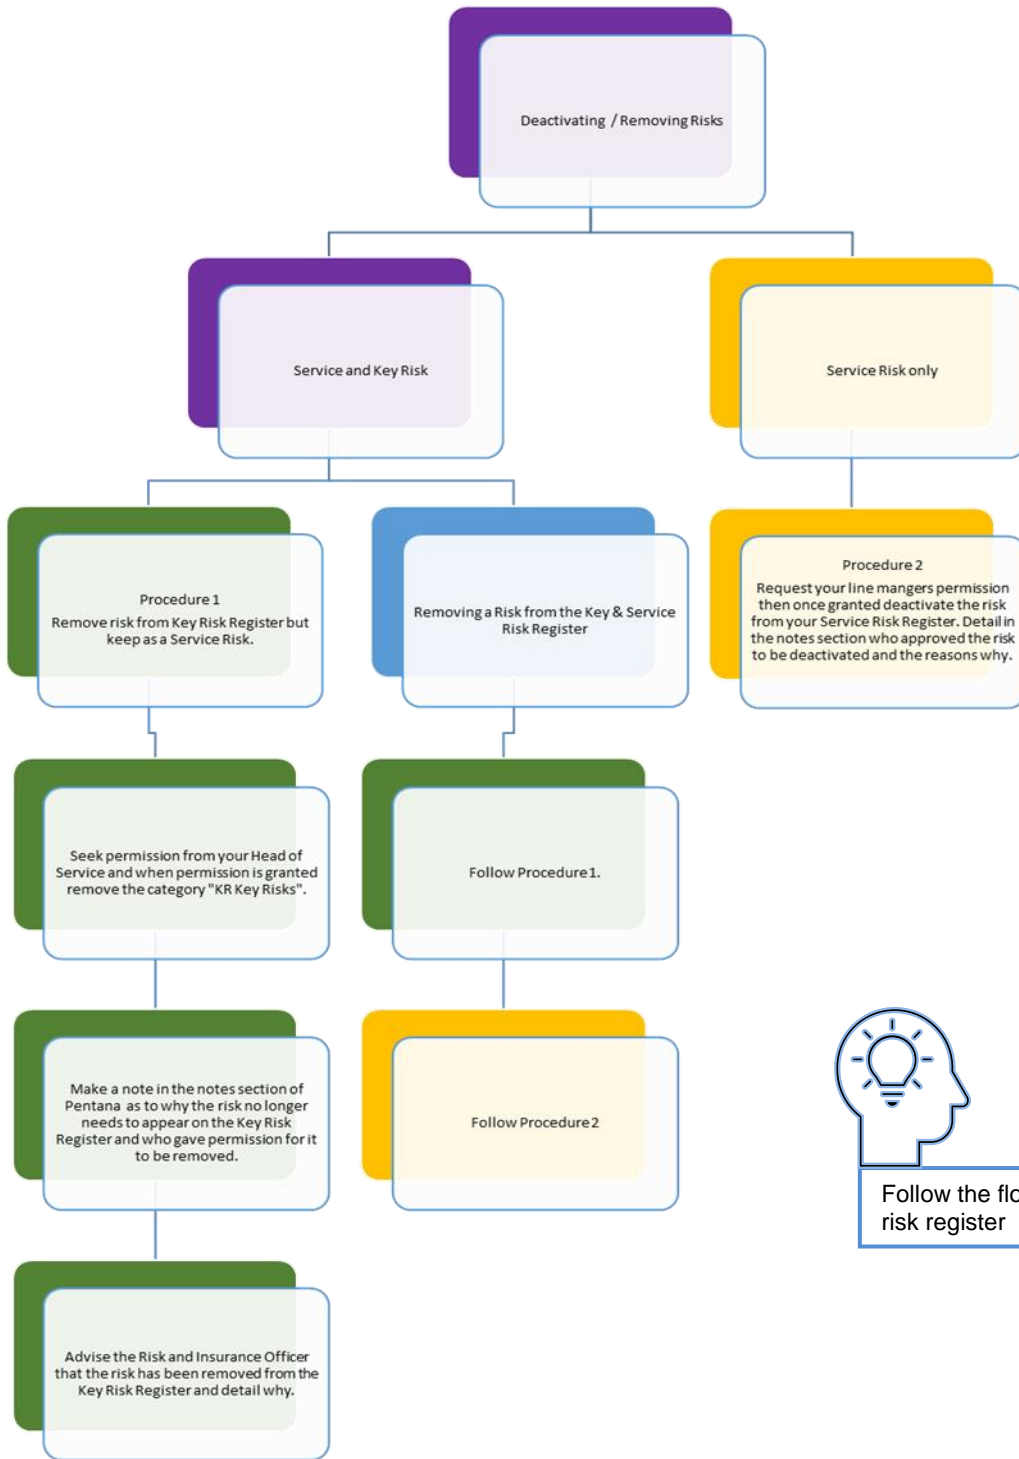 Deactivating / Removing Risks
Service and Key Risk
Service Risk only
Procedure 1
Remove risk from Key Risk Register but
keep as a Service Risk.
Removing a Risk from the Key & Service
Risk Register
Procedure 2
Request your line mangers permission
then once granted deactivate the risk
from your Service Risk Register. Detail in
the notes section who approved the risk
to be deactivated and the reasons why.
Seek permission from your Head of
Service and when permission is granted
remove the category "KR Key Risks".
Follow Procedure 1.
Make a note in the notes section of
Pentana as to why the risk no longer
needs to appear on the Key Risk
Register and who gave permission for it
to be removed.
Follow Procedure 2
Follow the flo
risk register
Advise the Risk and Insurance Officer
that the risk has been removed from the
Key Risk Register and detail why.